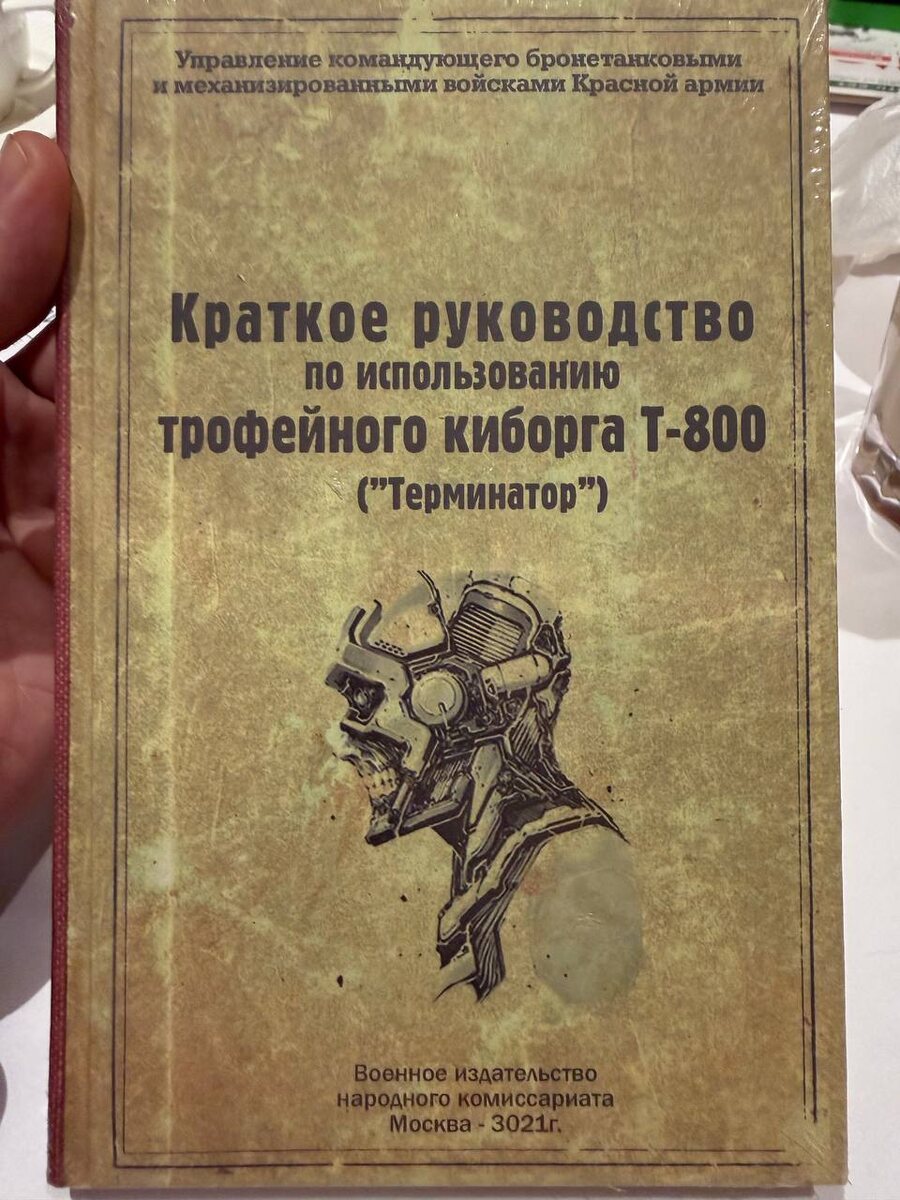 Управление командующего бронетанковыми
и механизированными войсками Красной армии
Краткое руководство
по использованию
трофейного киборга Т-800
("Терминатор")
Военное издательство
народного комиссариата
Москва - 3021г.